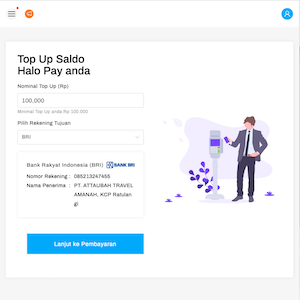 Top Up Saldo
Halo Pay anda
Nominal Top Up (Rp)
100,000
Minimal Top Up anda Rp 100.000
Pilih Rekening Tujuan
BRI
Bank Rakyat Indonesia (BRI) BANK BRI
Nomor Rekening : 085213247455
Nama Penerima : PT. ATTAUBAH TRAVEL
AMANAH, KCP Ratulan
Lanjut ke Pembayaran